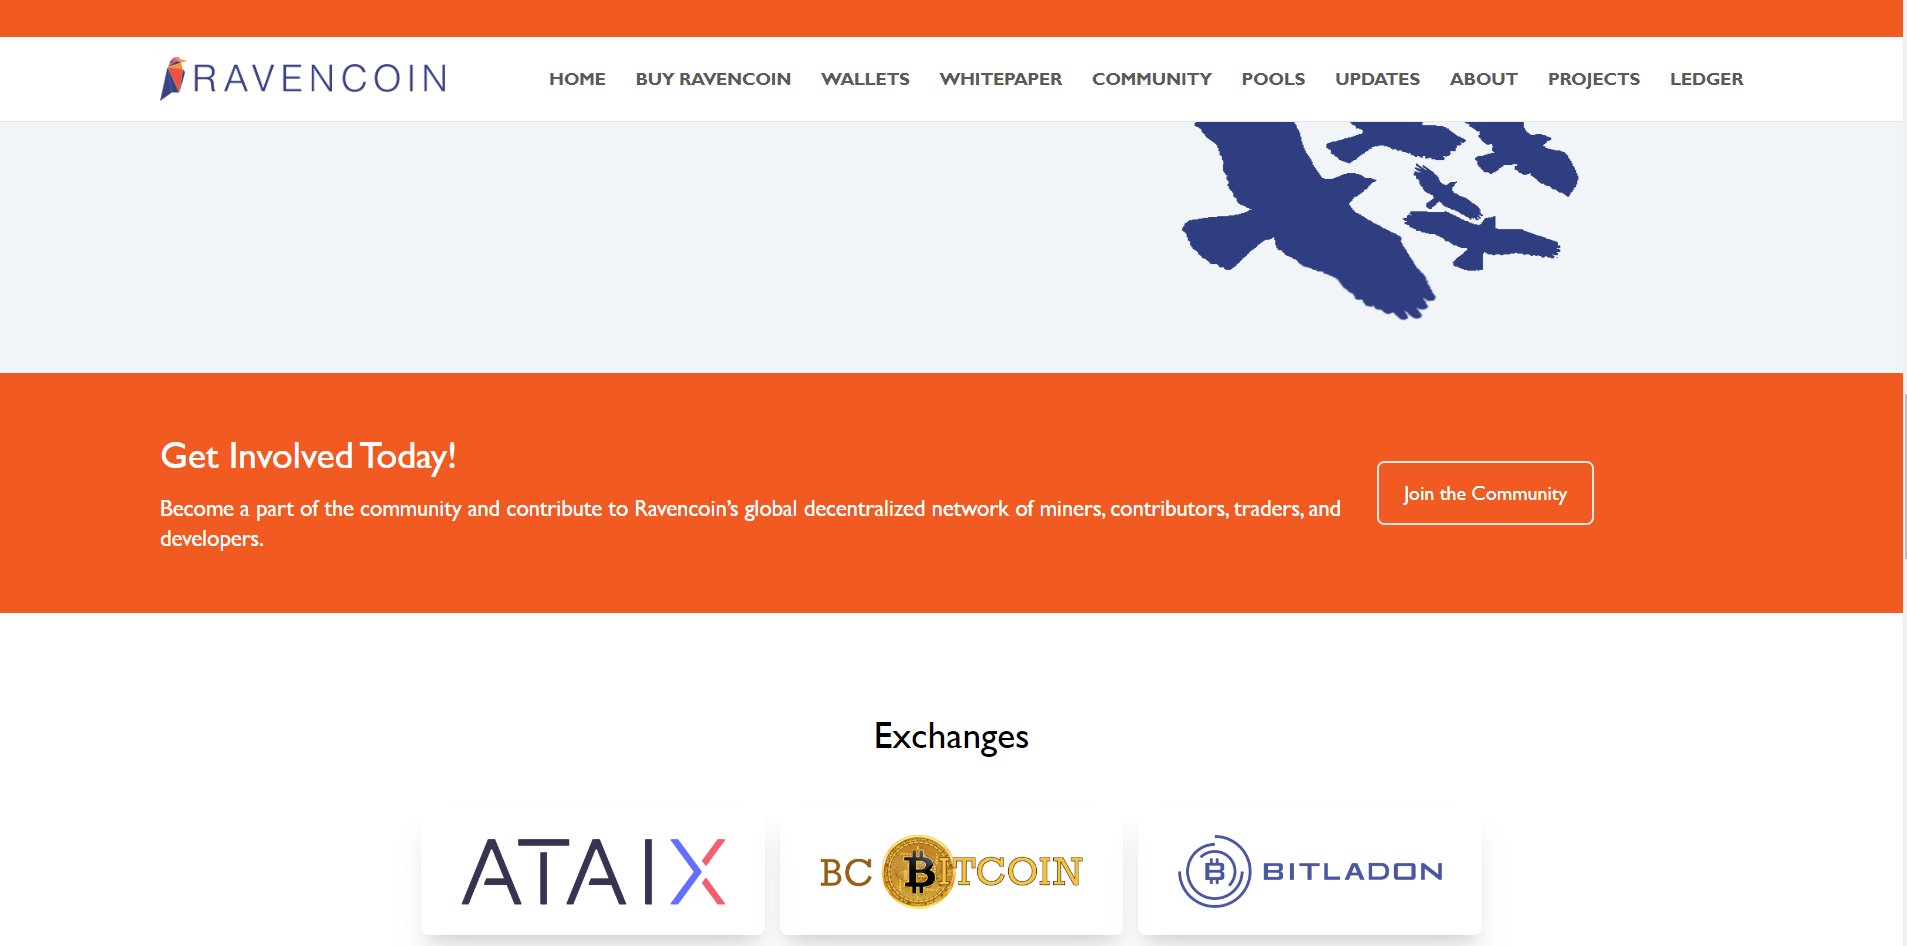 RAVENCOIN
HOME BUY RAVENCOIN WALLETS WHITEPAPER COMMUNITY POOLS UPDATES ABOUT PROJECTS LEDGER
Get Involved Today!
Become a part of the community and contribute to Ravencoin’s global decentralized network of miners, contributors, traders, and
developers.
Join the Community
Exchanges
ATAIX
BC BITCOIN
BITLADON